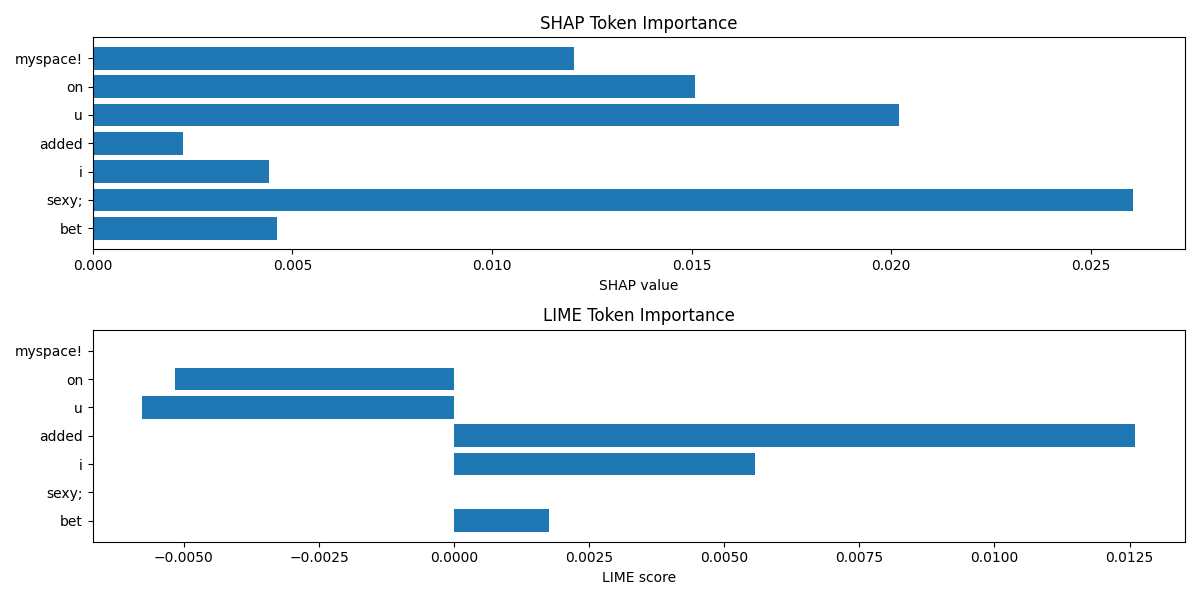 SHAP Token Importance
myspace!
on
u
added
i
sexy;
bet
0.000 0.005 0.010 0.015 0.020 0.025
SHAP value
LIME Token Importance
myspace!
on
u
added
i
sexy;
bet
−0.0050 −0.0025 0.0000 0.0025 0.0050 0.0075 0.0100 0.0125
LIME score